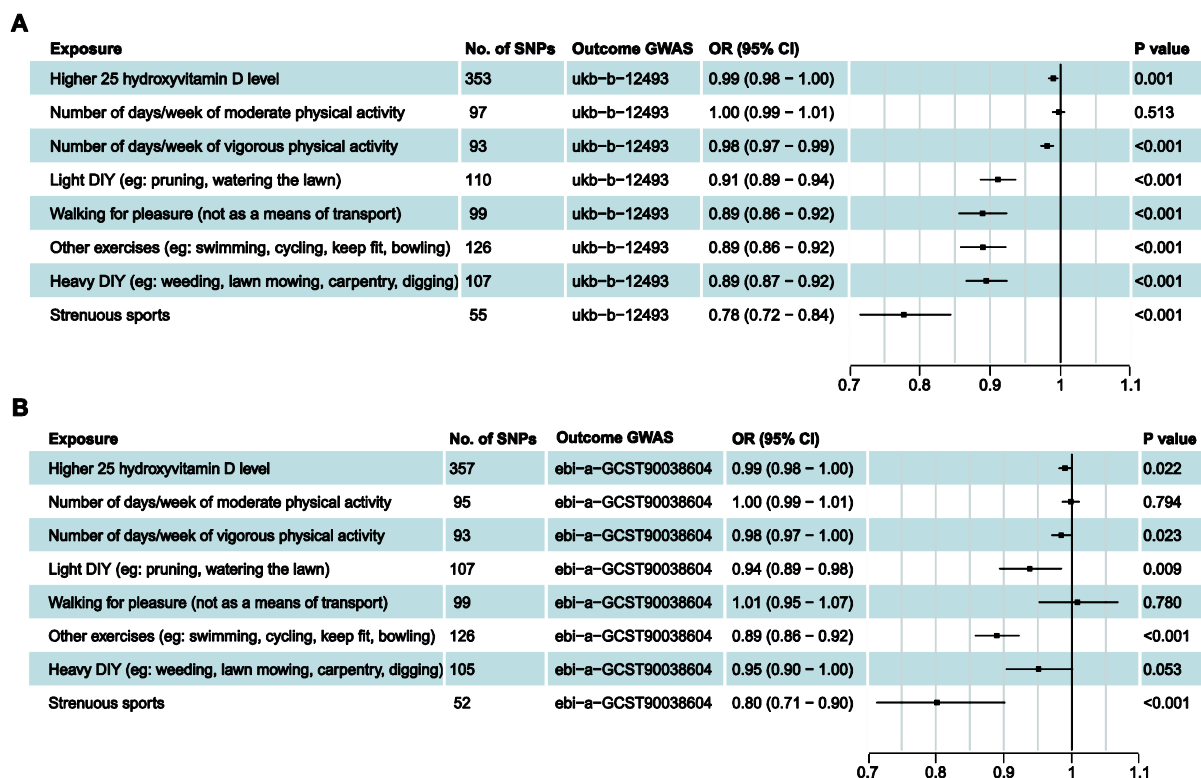 A
Exposure No. of SNPs Outcome GWAS OR (95% CI) P value
Higher 25 hydroxyvitamin D level 353 ukb−b−12493 0.99 (0.98 − 1.00) 0.001
Number of days/week of moderate physical activity 97 ukb−b−12493 1.00 (0.99 − 1.01) 0.513
Number of days/week of vigorous physical activity 93 ukb−b−12493 0.98 (0.97 − 0.99) <0.001
Light DIY (eg: pruning, watering the lawn) 110 ukb−b−12493 0.91 (0.89 − 0.94) <0.001
Walking for pleasure (not as a means of transport) 99 ukb−b−12493 0.89 (0.86 − 0.92) <0.001
Other exercises (eg: swimming, cycling, keep fit, bowling) 126 ukb−b−12493 0.89 (0.86 − 0.92) <0.001
Heavy DIY (eg: weeding, lawn mowing, carpentry, digging) 107 ukb−b−12493 0.89 (0.87 − 0.92) <0.001
Strenuous sports 55 ukb−b−12493 0.78 (0.72 − 0.84) <0.001
0.7 0.8 0.9 1 1.1
B
Exposure No. of SNPs Outcome GWAS OR (95% CI) P value
Higher 25 hydroxyvitamin D level 357 ebi−a−GCST90038604 0.99 (0.98 − 1.00) 0.022
Number of days/week of moderate physical activity 95 ebi−a−GCST90038604 1.00 (0.99 − 1.01) 0.794
Number of days/week of vigorous physical activity 93 ebi−a−GCST90038604 0.98 (0.97 − 1.00) 0.023
Light DIY (eg: pruning, watering the lawn) 107 ebi−a−GCST90038604 0.94 (0.89 − 0.98) 0.009
Walking for pleasure (not as a means of transport) 99 ebi−a−GCST90038604 1.01 (0.95 − 1.07) 0.780
Other exercises (eg: swimming, cycling, keep fit, bowling) 126 ebi−a−GCST90038604 0.89 (0.86 − 0.92) <0.001
Heavy DIY (eg: weeding, lawn mowing, carpentry, digging) 105 ebi−a−GCST90038604 0.95 (0.90 − 1.00) 0.053
Strenuous sports 52 ebi−a−GCST90038604 0.80 (0.71 − 0.90) <0.001
0.7 0.8 0.9 1 1.1